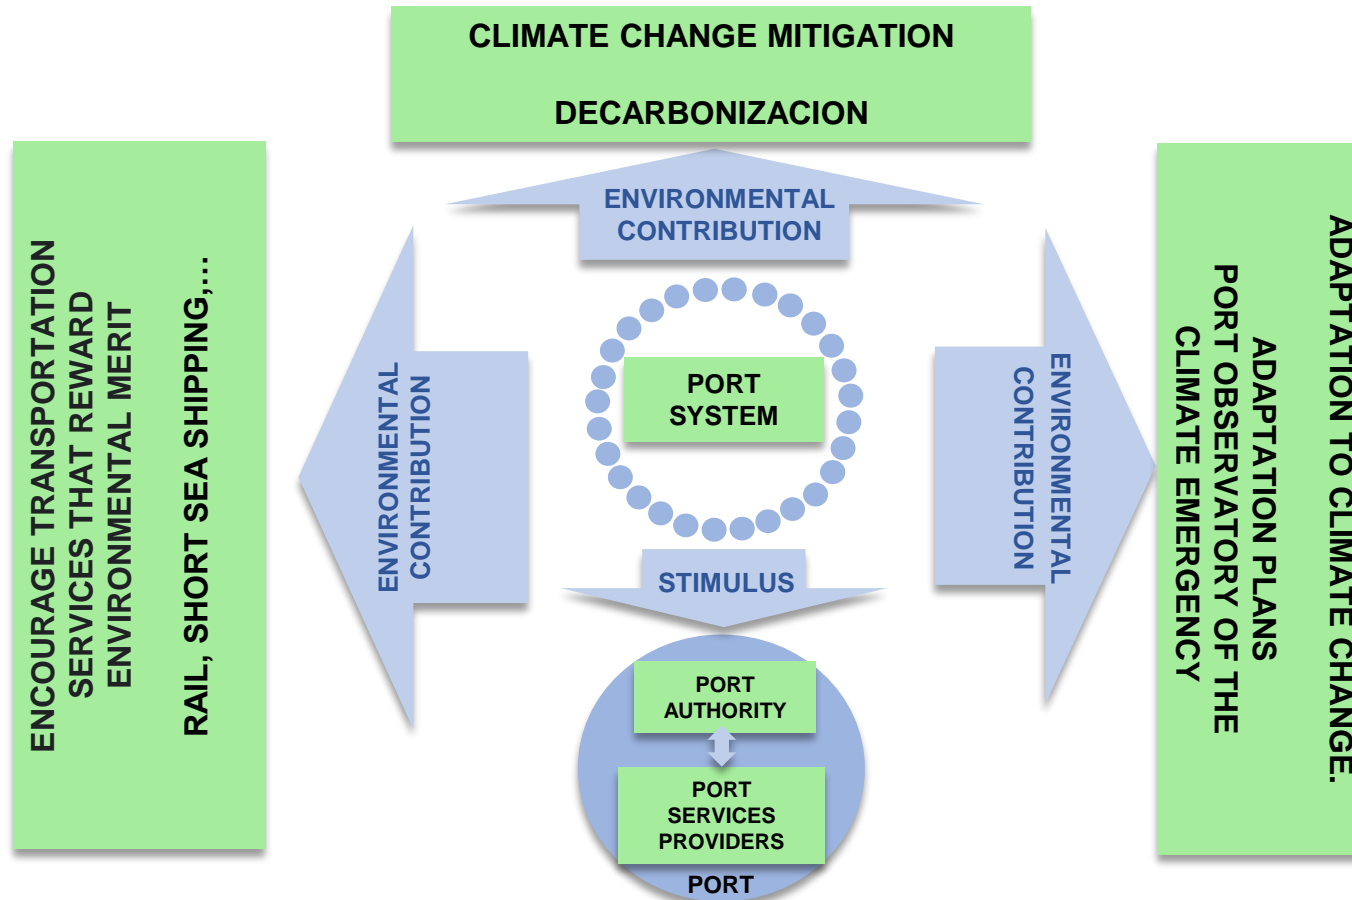 CLIMATE CHANGE MITIGATION
DECARBONIZACION
ENCOURAGE TRANSPORTATION
SERVICES THAT REWARD
ENVIRONMENTAL MERIT
RAIL, SHORT SEA SHIPPING,...
ENVIRONMENTAL
CONTRIBUTION
ENVIRONMENTAL
CONTRIBUTION
PORT
SYSTEM
ENVIRONMENTAL
CONTRIBUTION
ADAPTATION TO CLIMATE CHANGE.
ADAPTATION PLANS
PORT OBSERVATORY OF THE
CLIMATE EMERGENCY
STIMULUS
PORT
AUTHORITY
PORT
SERVICES
PROVIDERS
PORT